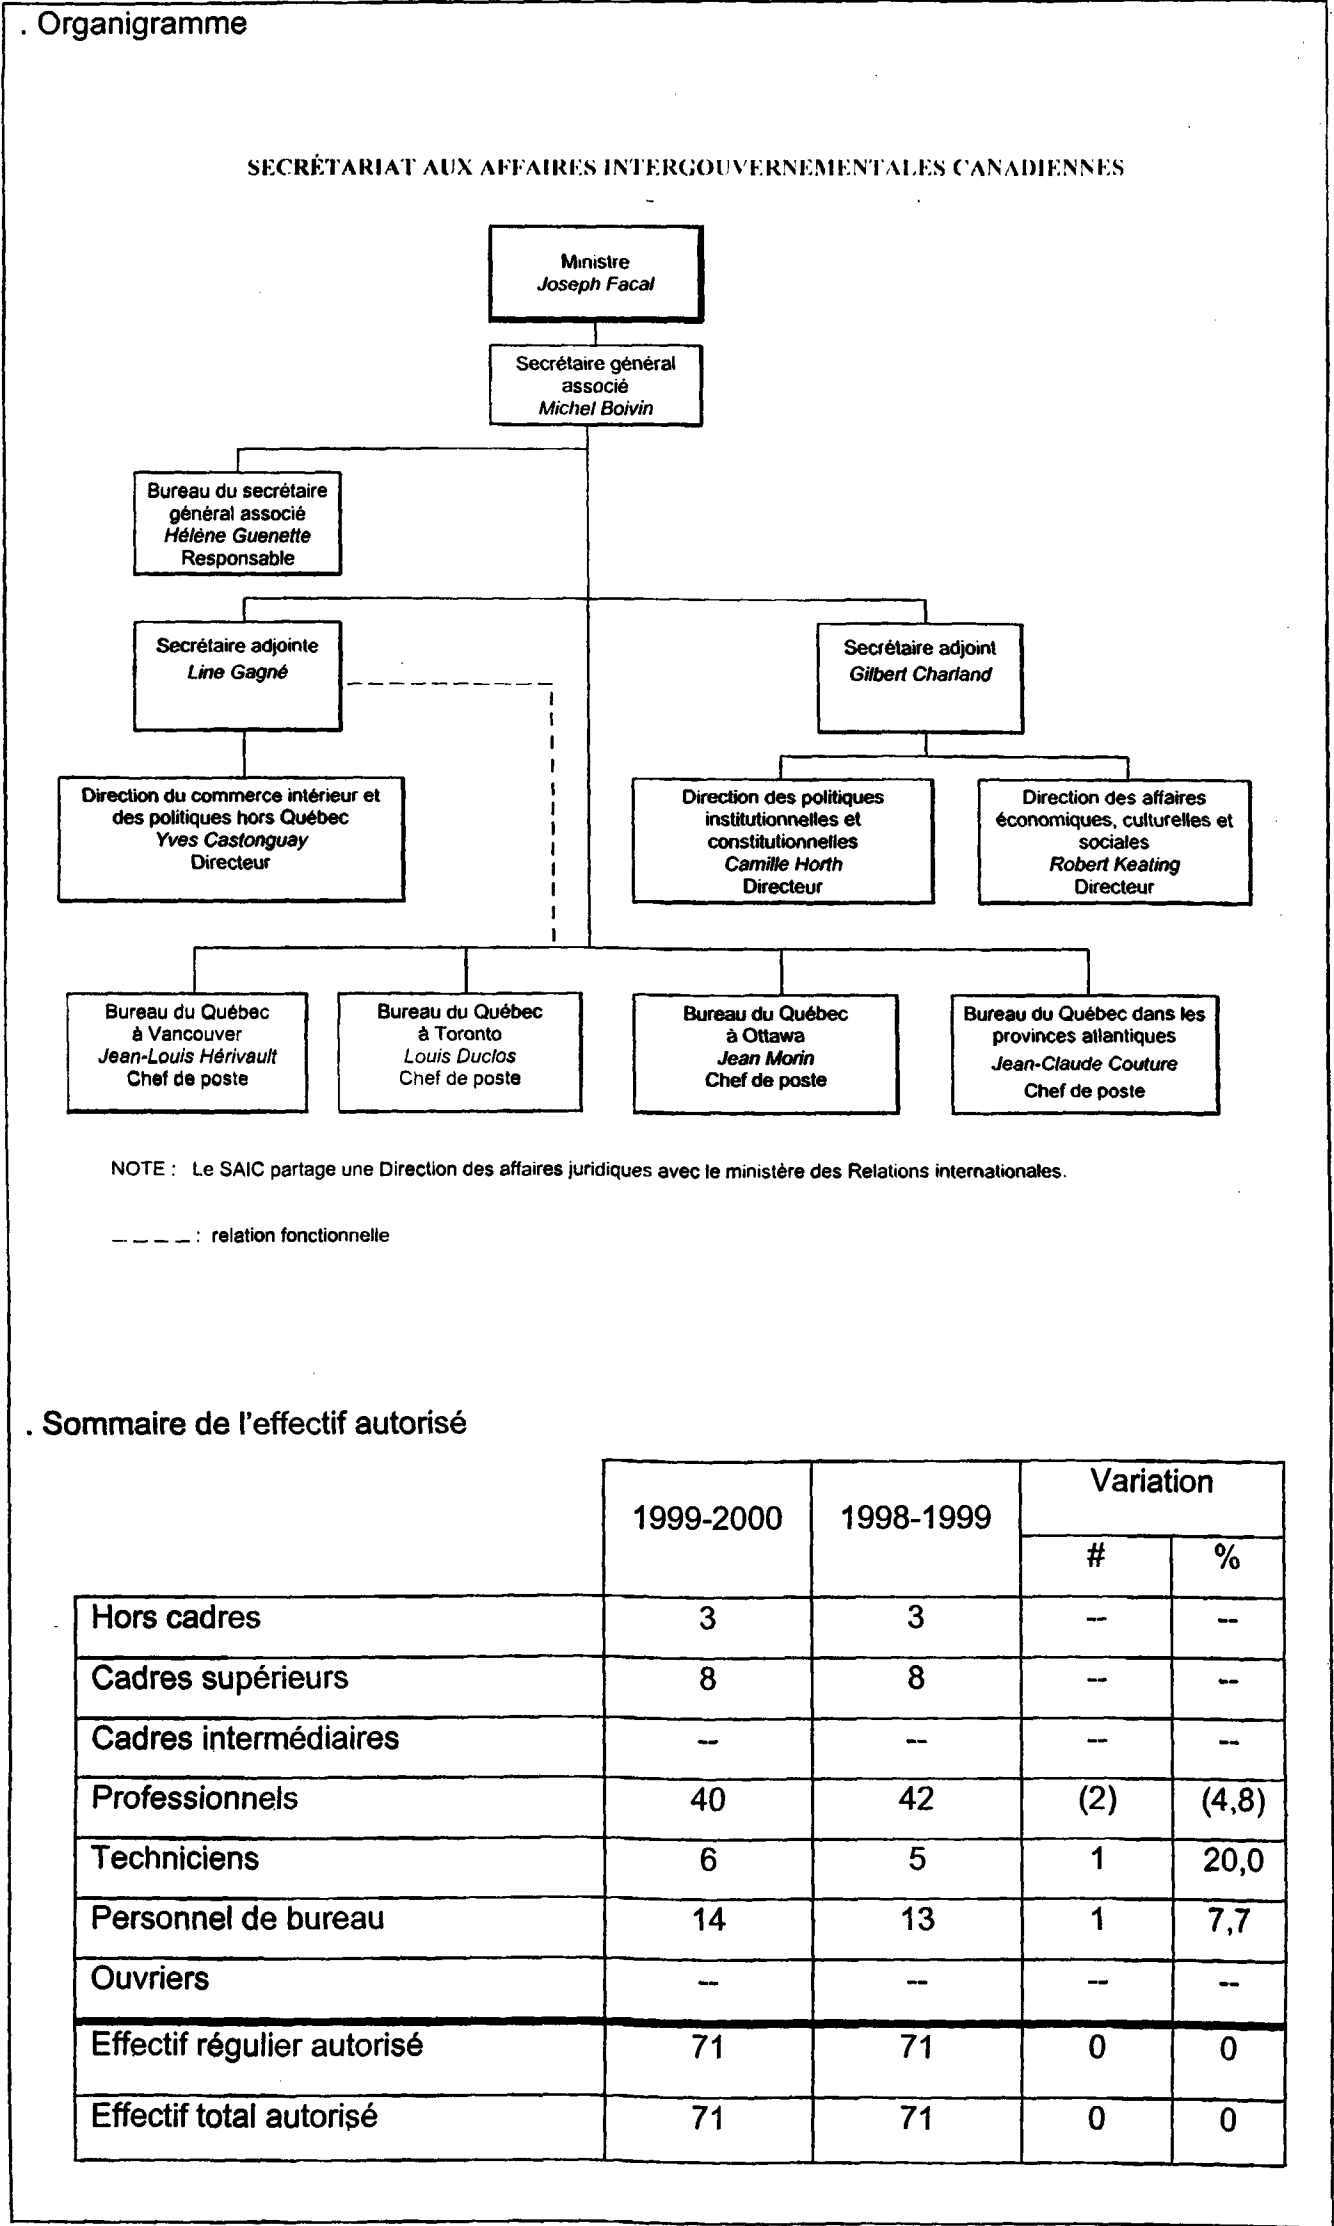 . Organigramme
SECRÉTARIAT AUX AFFAIRES INTERGOUVERNEMENTALES CANADIENNES
Ministre
Joseph Facal
Secrétaire général
associé
Michel Boivin
Bureau du secrétaire
général associé
Hélène Guenette
Responsable
Secrétaire adjointe
Line Gagné
Secrétaire adjoint
Gilbert Charland
Direction du commerce intérieur et
des politiques hors Québec
Yves Castonguay
Directeur
Direction des politiques
institutionnelles et
constitutionnelles
Camille Horth
Directeur
Direction des affaires
économiques, culturelles et
sociales
Robert Keating
Directeur
Bureau du Québec
à Vancouver
Jean-Louis Hérivault
Chef de poste
Bureau du Québec
à Toronto
Louis Duclos
Chef de poste
Bureau du Québec
à Ottawa
Jean Morin
Chef de poste
Bureau du Québec dans les
provinces atlantiques
Jean-Claude Couture
Chef de poste
NOTE : Le SAIC partage une Direction des affaires juridiques avec le ministère des Relations internationales.
_ _ _ _ : relation fonctionnelle
. Sommaire de l'effectif autorisé
1999-2000 1998-1999 Variation
# %
Hors cadres 3 3 -- --
Cadres supérieurs 8 8 -- --
Cadres intermédiaires -- -- -- --
Professionnels 40 42 (2) (4,8)
Techniciens 6 5 1 20,0
Personnel de bureau 14 13 1 7,7
Ouvriers -- -- -- --
Effectif régulier autorisé 71 71 0 0
Effectif total autorisé 71 71 0 0